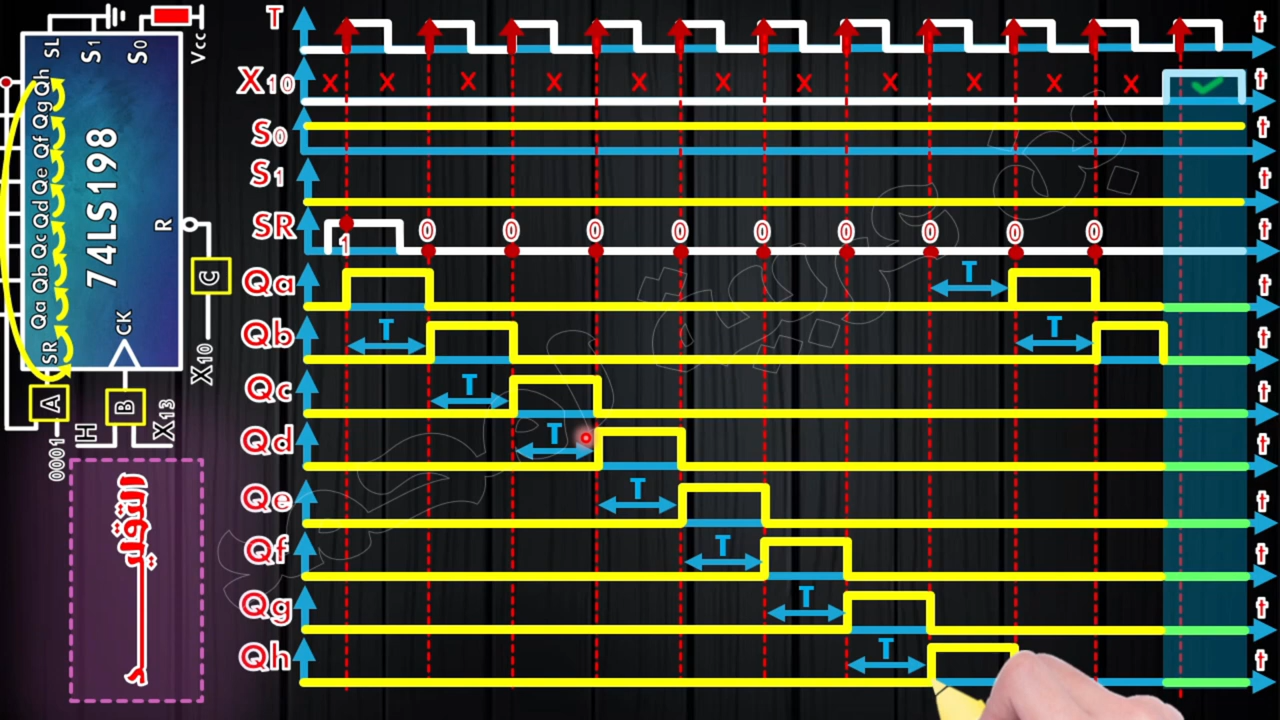 T t
X10 × × × × × × × × × × × ✓ t
S0 t
S1 t
SR 1 0 0 0 0 0 0 0 0 0 t
Qa T t
Qb T T t
Qc T t
Qd T t
Qe T t
Qf T t
Qg T t
Qh T t
SL S1 S0 Vcc
SR Qa Qb Qc Qd Qe Qf Qg Qh
74LS198
R
CK
A B C
0001 H X13 X10